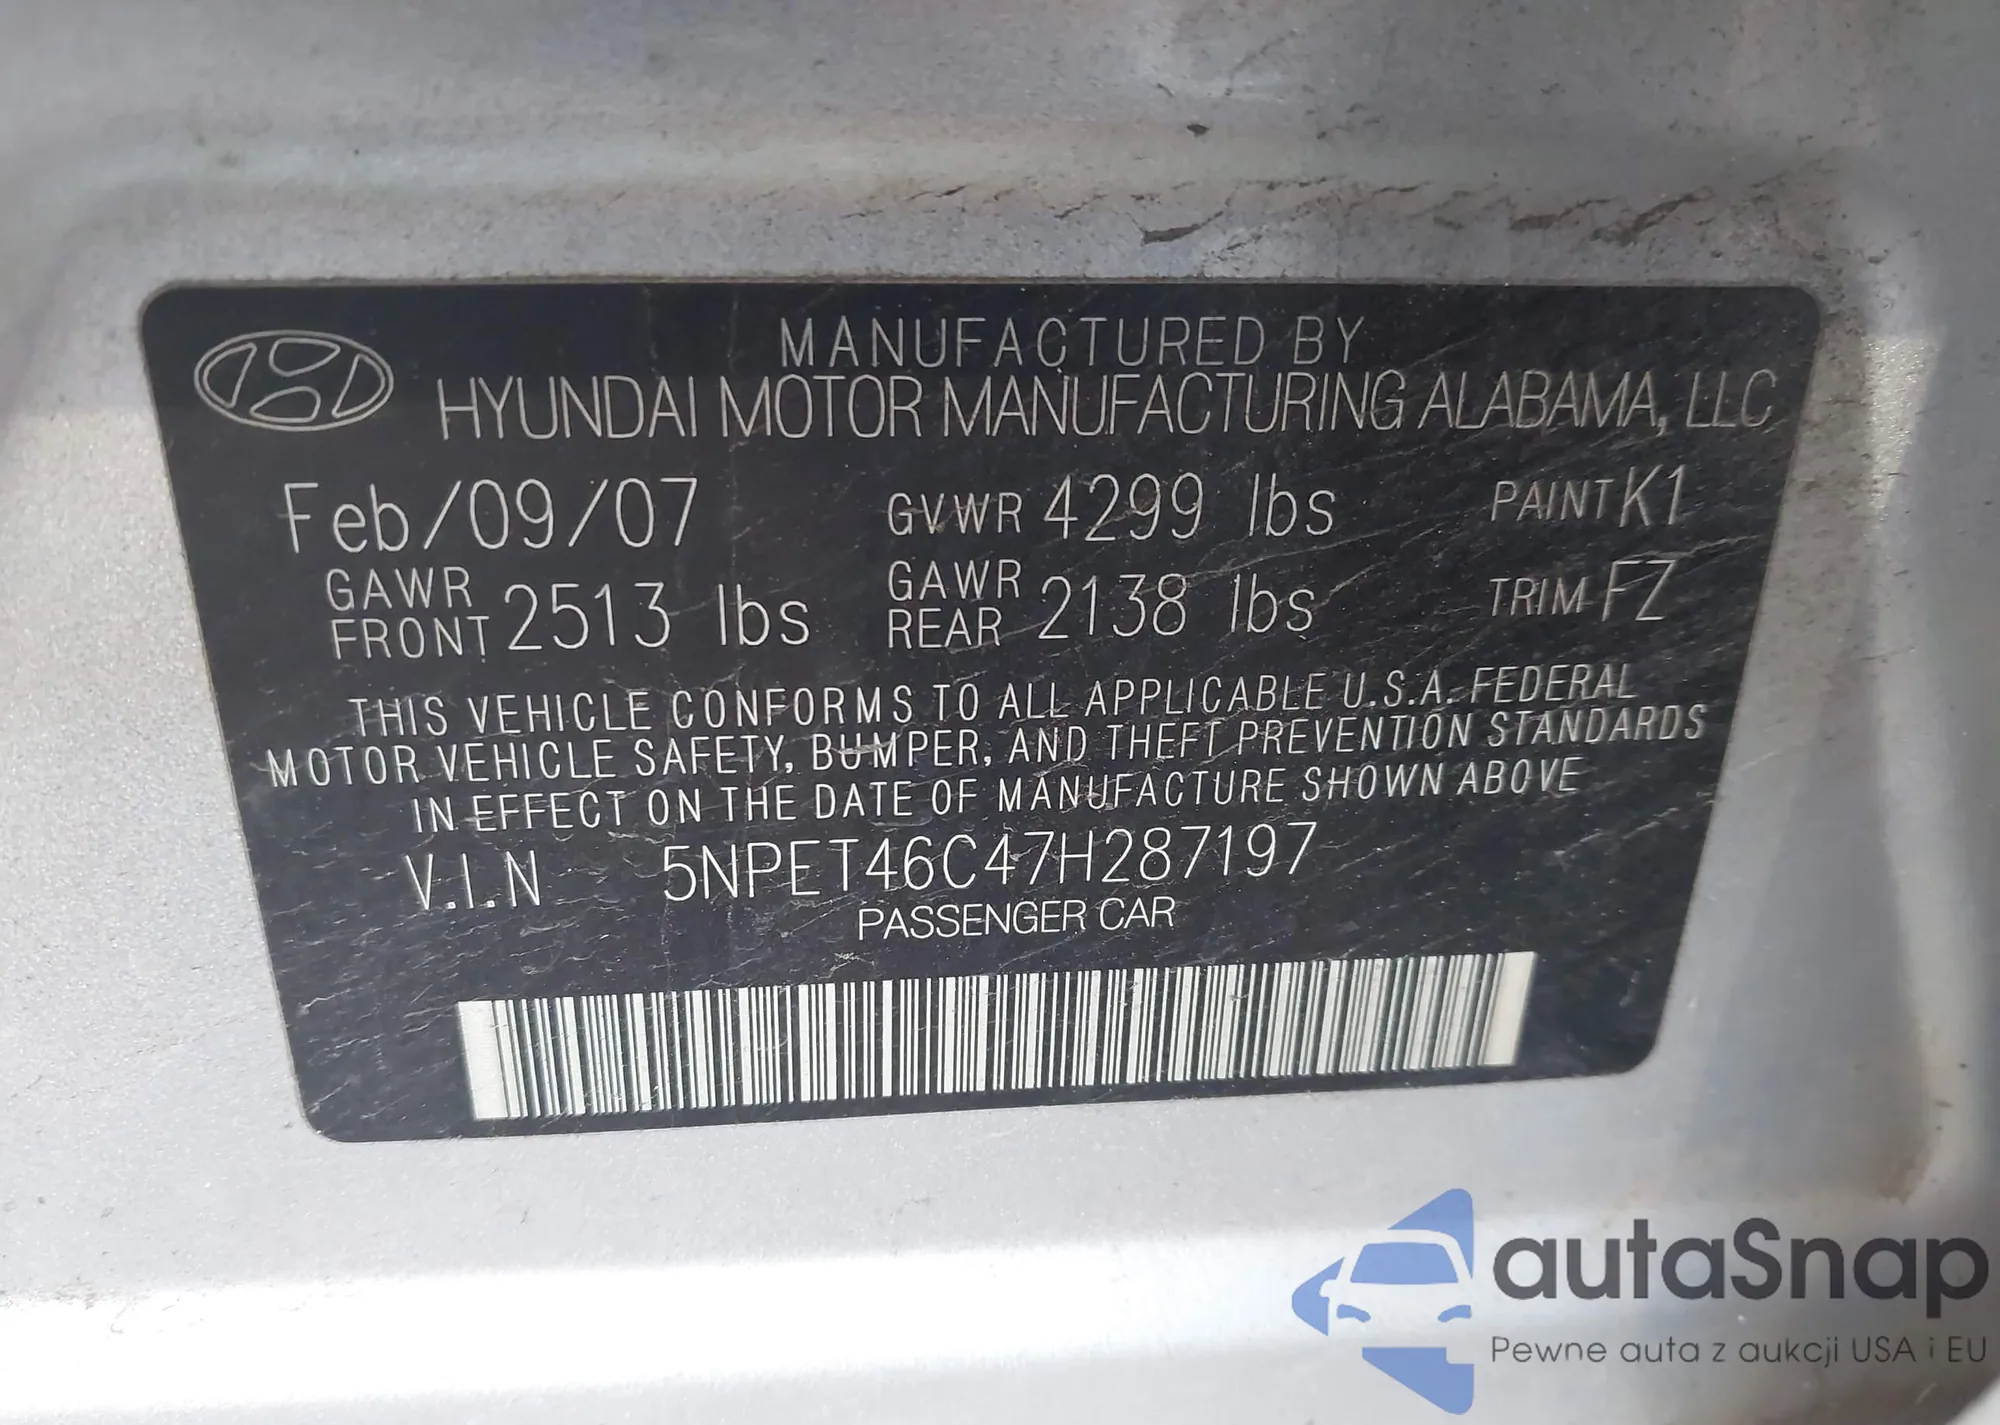 MANUFACTURED BY
HYUNDAI MOTOR MANUFACTURING ALABAMA, LLC
Feb/09/07 GVWR 4299 lbs PAINT K1
GAWR FRONT 2513 lbs GAWR REAR 2138 lbs TRIM FZ
THIS VEHICLE CONFORMS TO ALL APPLICABLE U.S.A. FEDERAL
MOTOR VEHICLE SAFETY, BUMPER, AND THEFT PREVENTION STANDARDS
IN EFFECT ON THE DATE OF MANUFACTURE SHOWN ABOVE
V.I.N 5NPET46C47H287197
PASSENGER CAR
autaSnap
Pewne auta z aukcji USA i EU